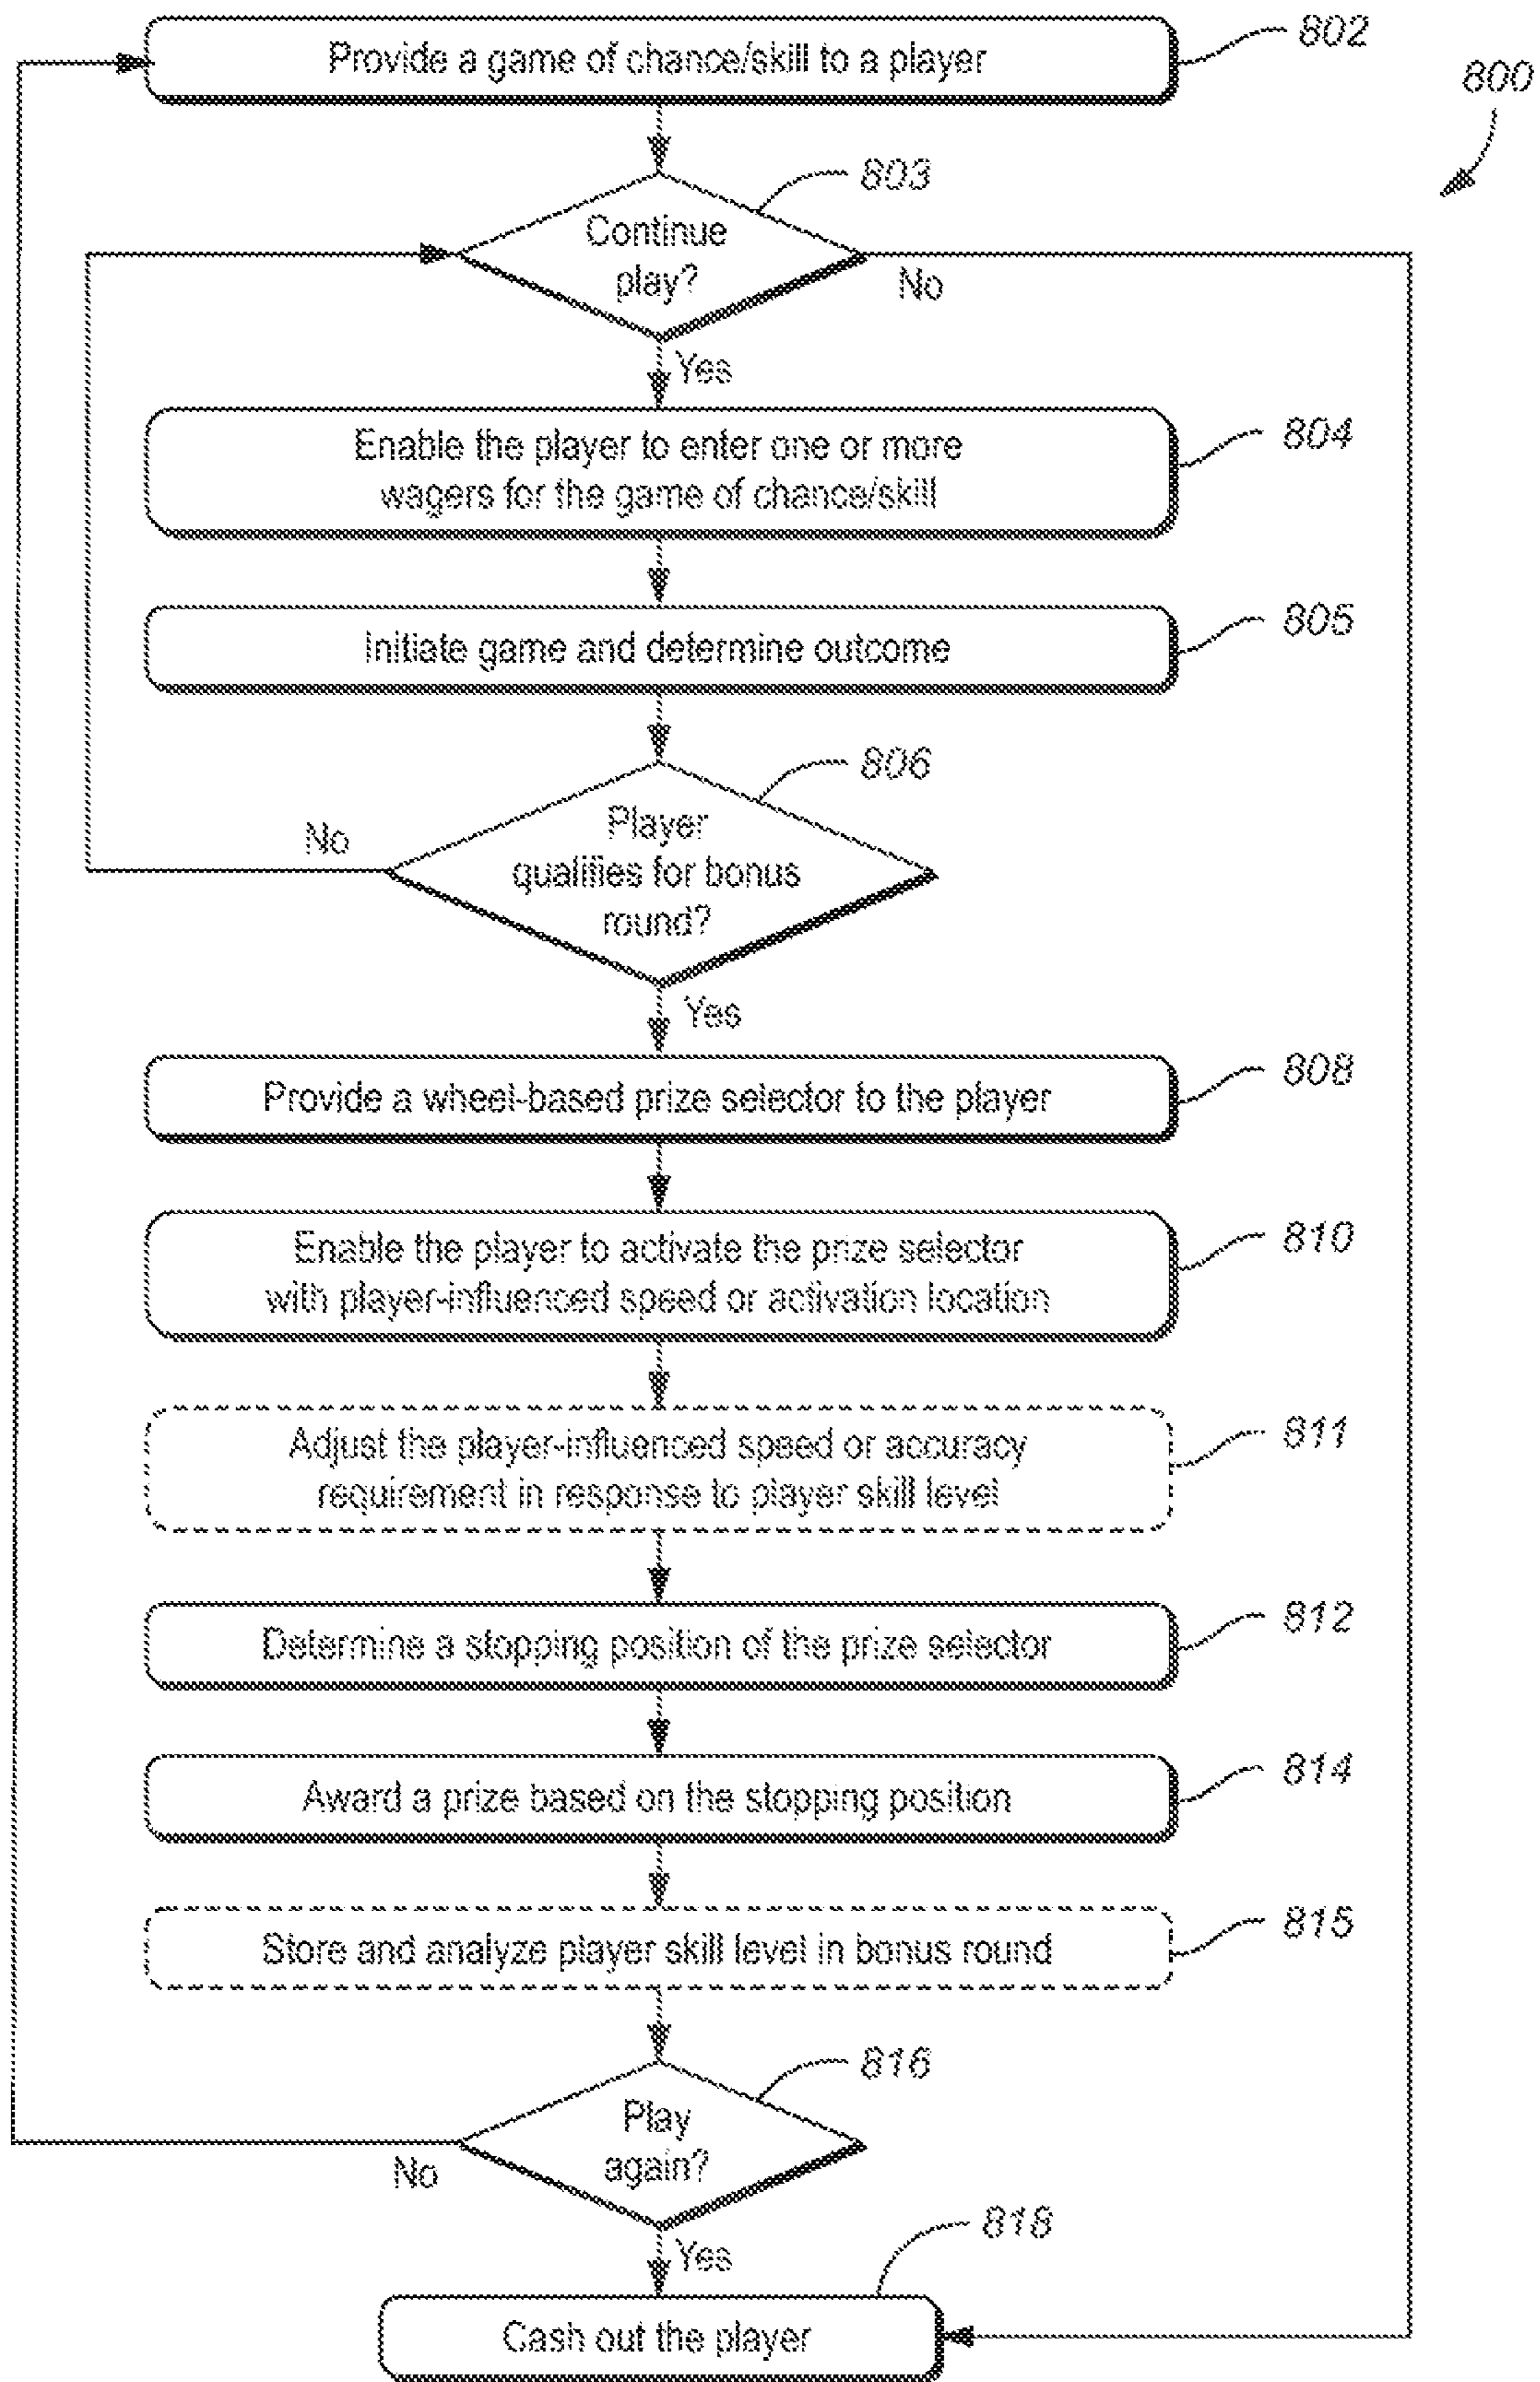 Provide a game of chance/skill to a player
802
800
803
Continue
play?
No
Yes
Enable the player to enter one or more
wagers for the game of chance/skill
804
Initiate game and determine outcome
805
806
Player
qualifies for bonus
round?
No
Yes
Provide a wheel-based prize selector to the player
808
Enable the player to activate the prize selector
with player-influenced speed or activation location
810
Adjust the player-influenced speed or accuracy
requirement in response to player skill level
811
Determine a stopping position of the prize selector
812
Award a prize based on the stopping position
814
Store and analyze player skill level in bonus round
815
816
Play
again?
No
Yes
818
Cash out the player